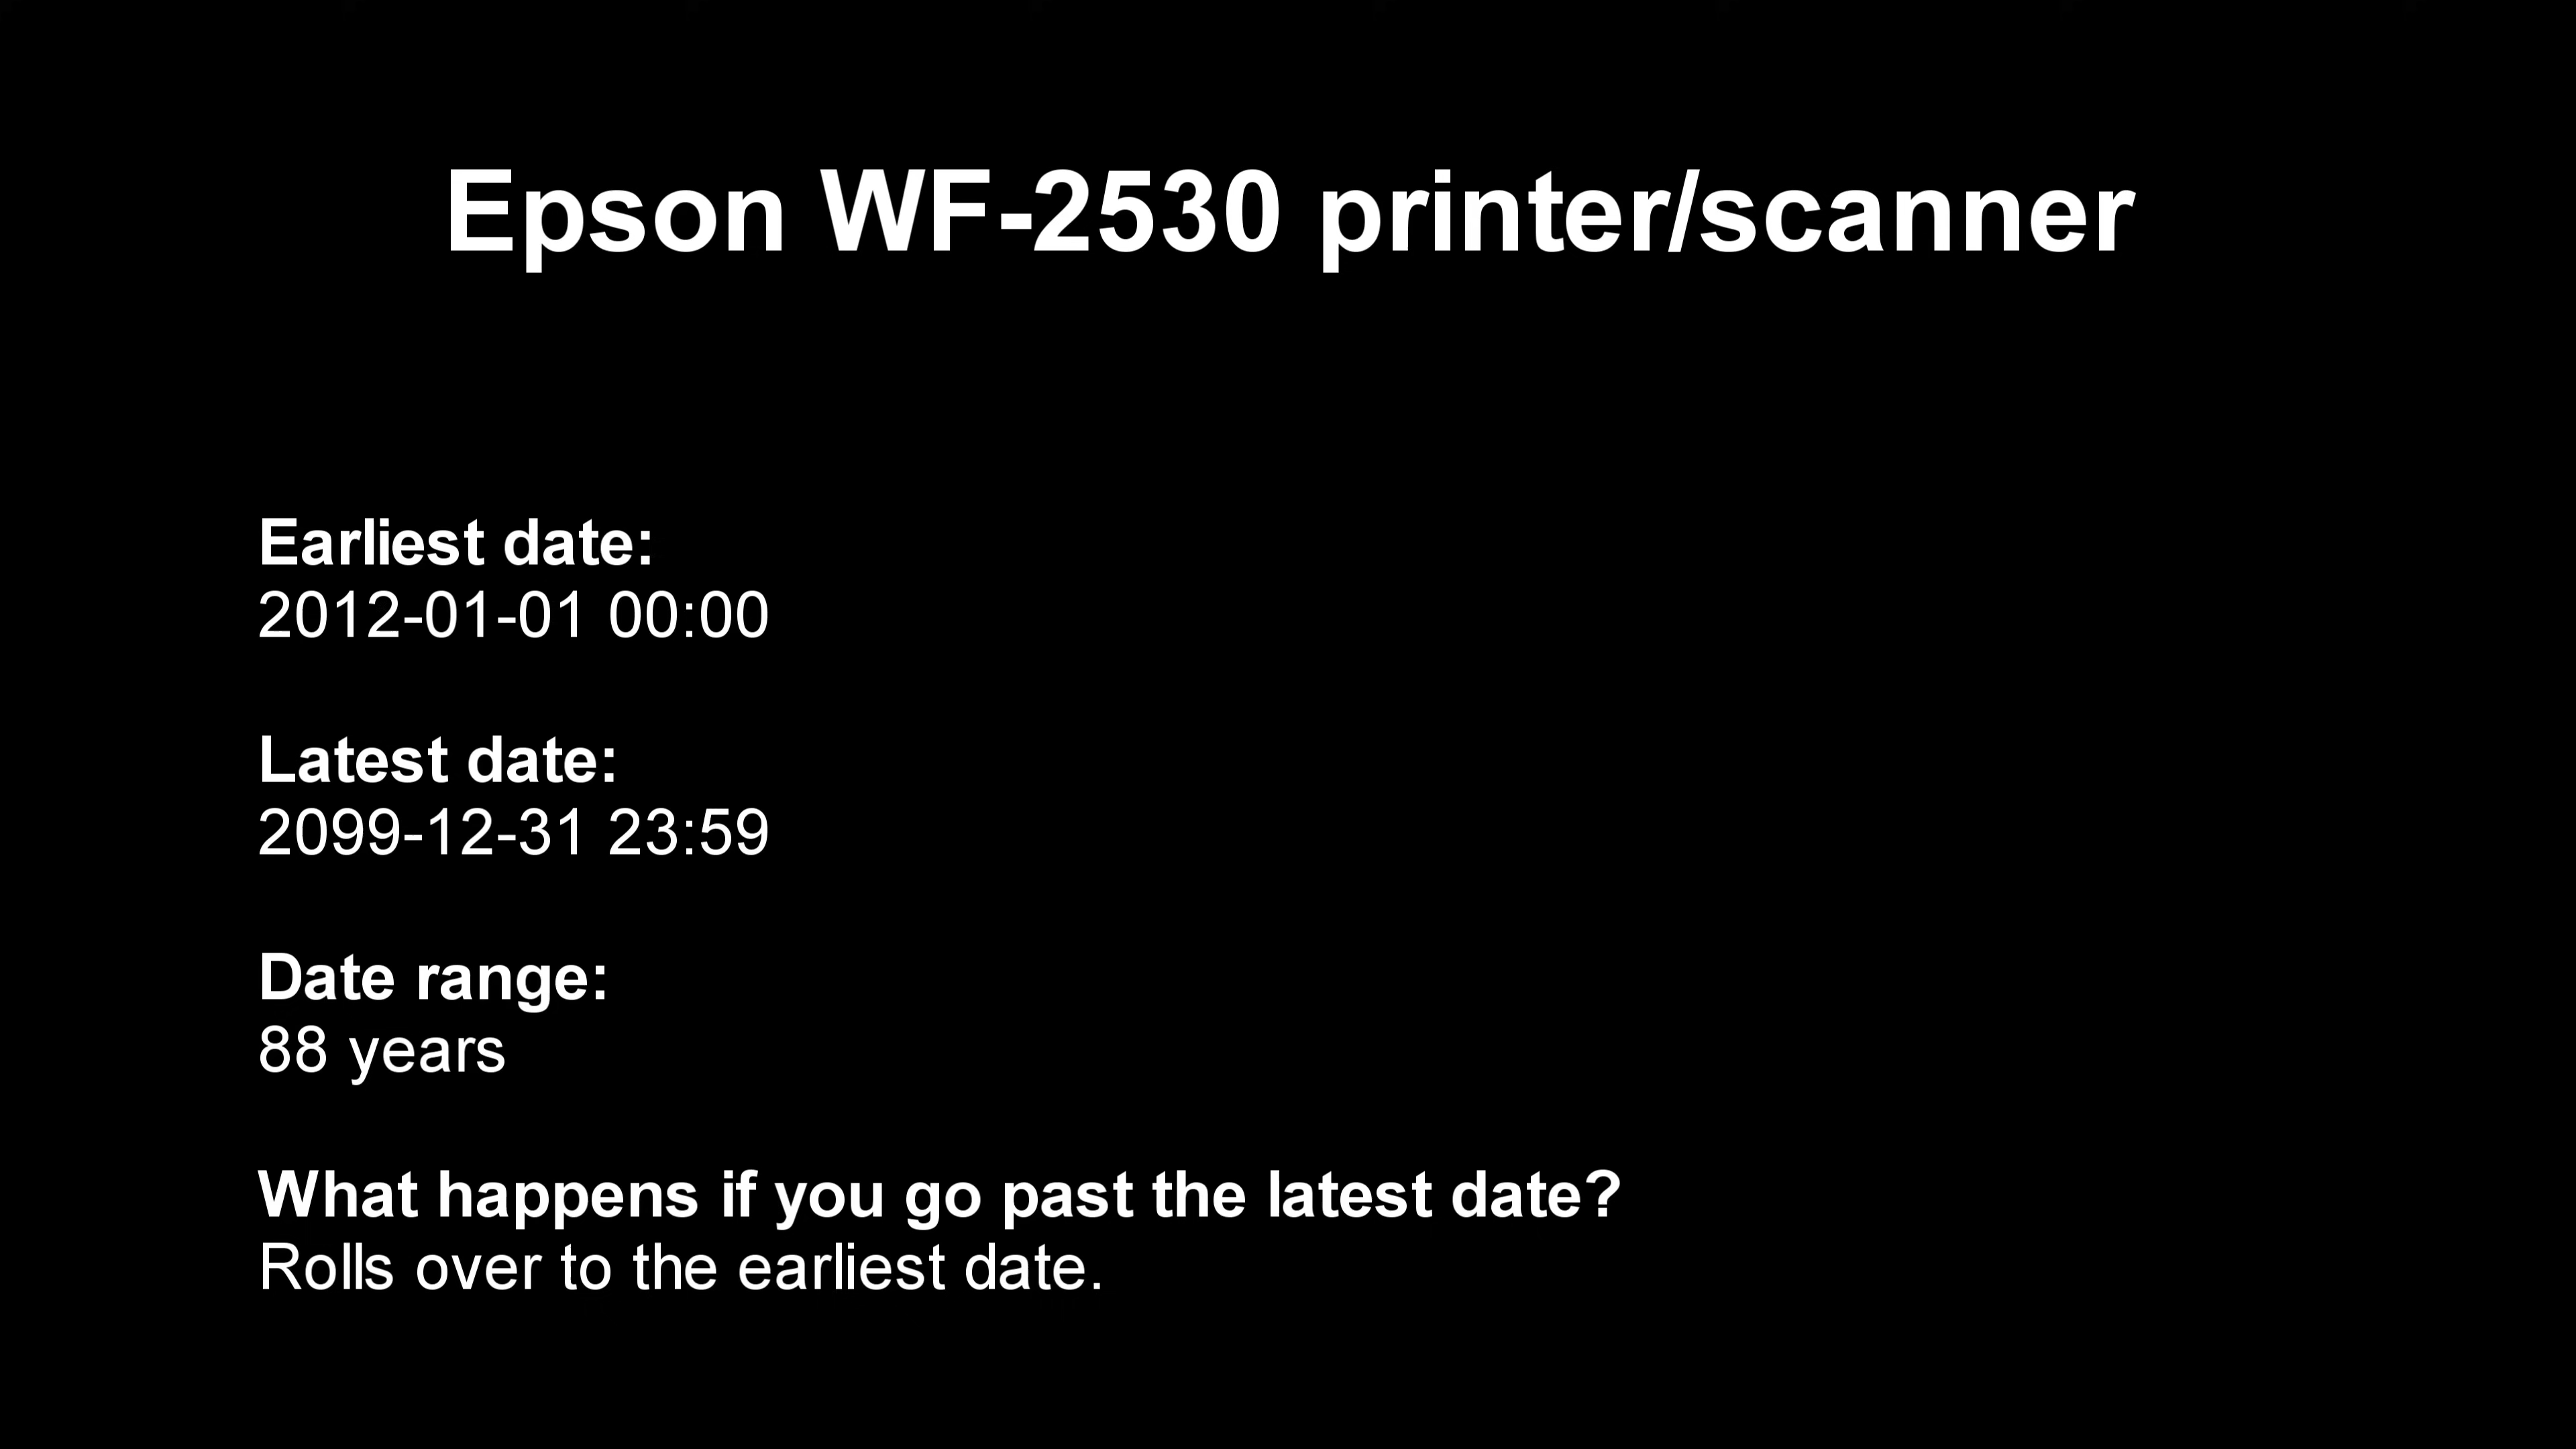 Epson WF-2530 printer/scanner
Earliest date:
2012-01-01 00:00
Latest date:
2099-12-31 23:59
Date range:
88 years
What happens if you go past the latest date?
Rolls over to the earliest date.